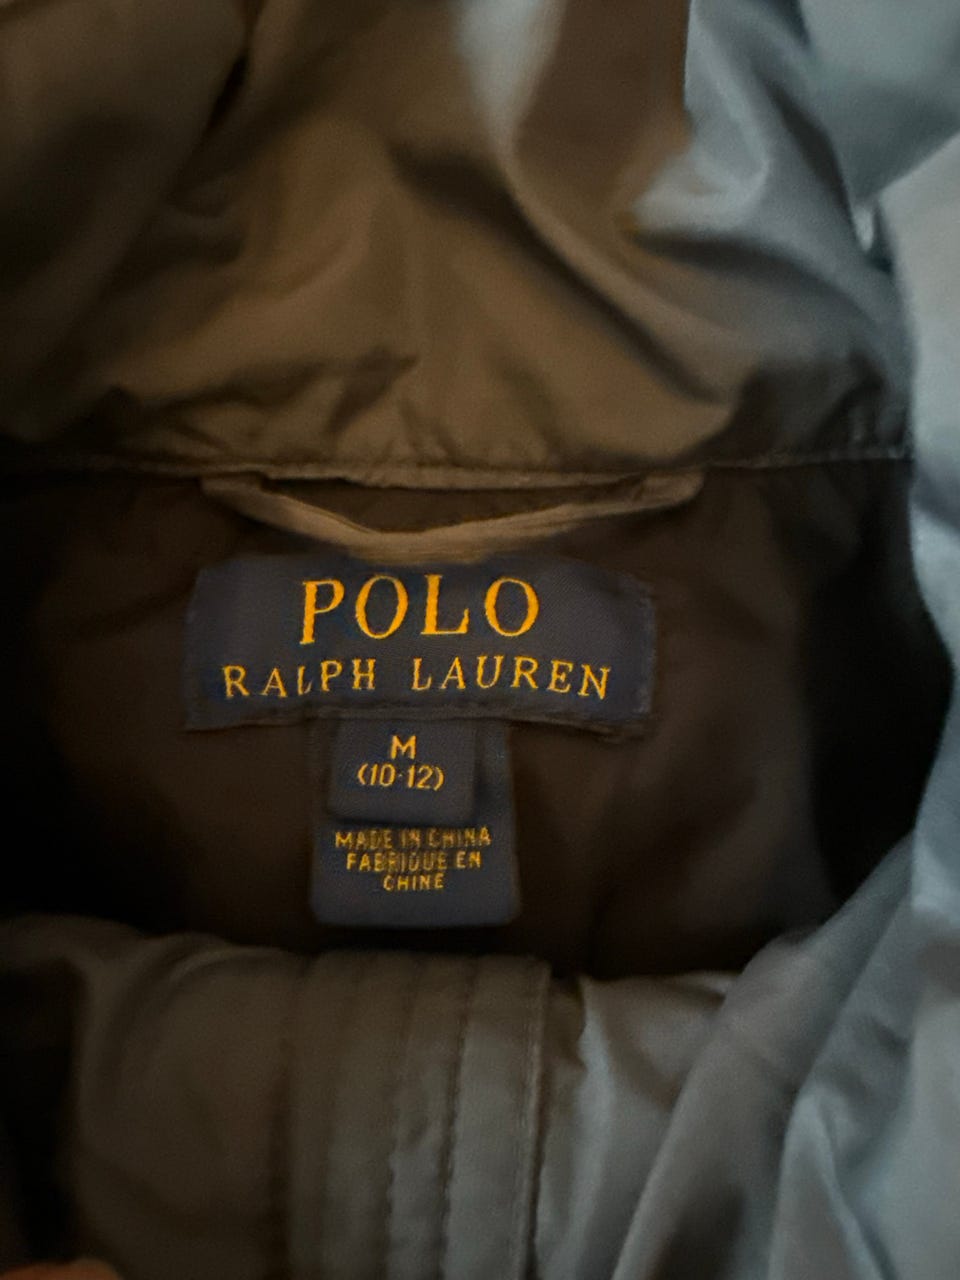 POLO
RALPH LAUREN
M
(10-12)
MADE IN CHINA
FABRIQUE EN
CHINE